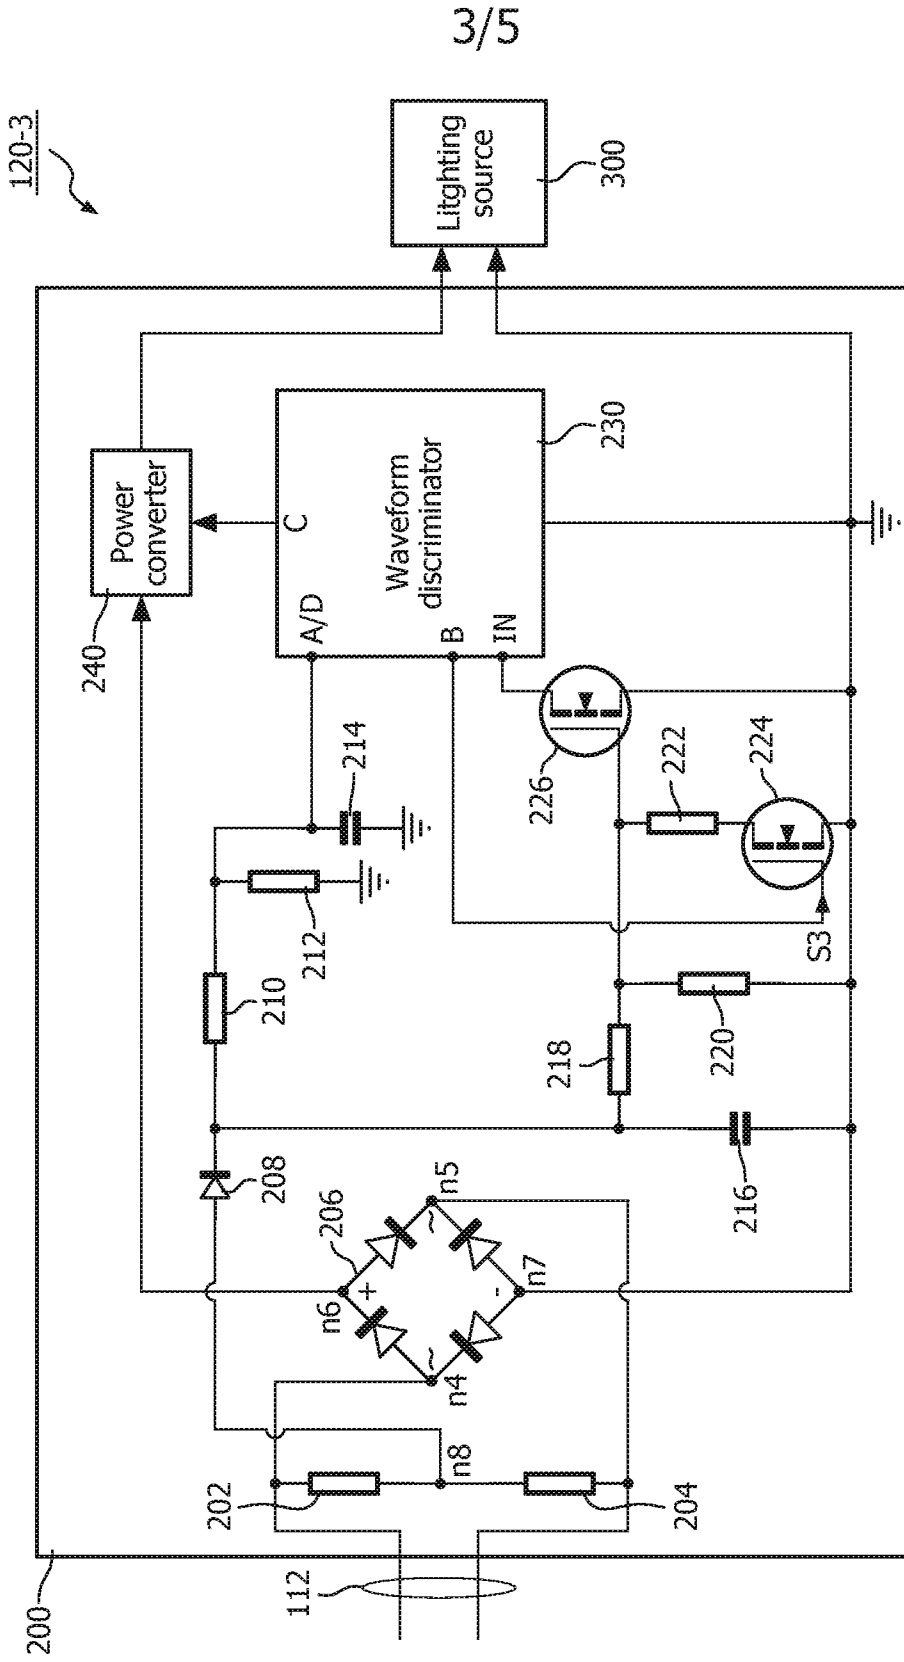 3/5
120-3
Litghting
source
300
Power
converter
240
C
A/D
Waveform
discriminator
230
B
IN
214
226
222
224
212
S3
210
218
220
208
216
206
n5
n6
+
~
-
n7
~
n4
n8
202
204
112
200